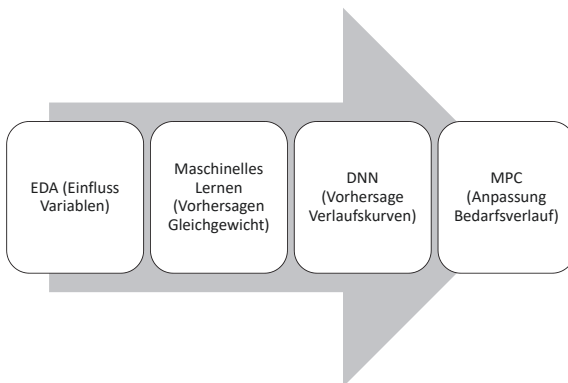 EDA (Einfluss
Variablen)
Maschinelles
Lernen
(Vorhersagen
Gleichgewicht)
DNN
(Vorhersage
Verlaufskurven)
MPC
(Anpassung
Bedarfsverlauf)